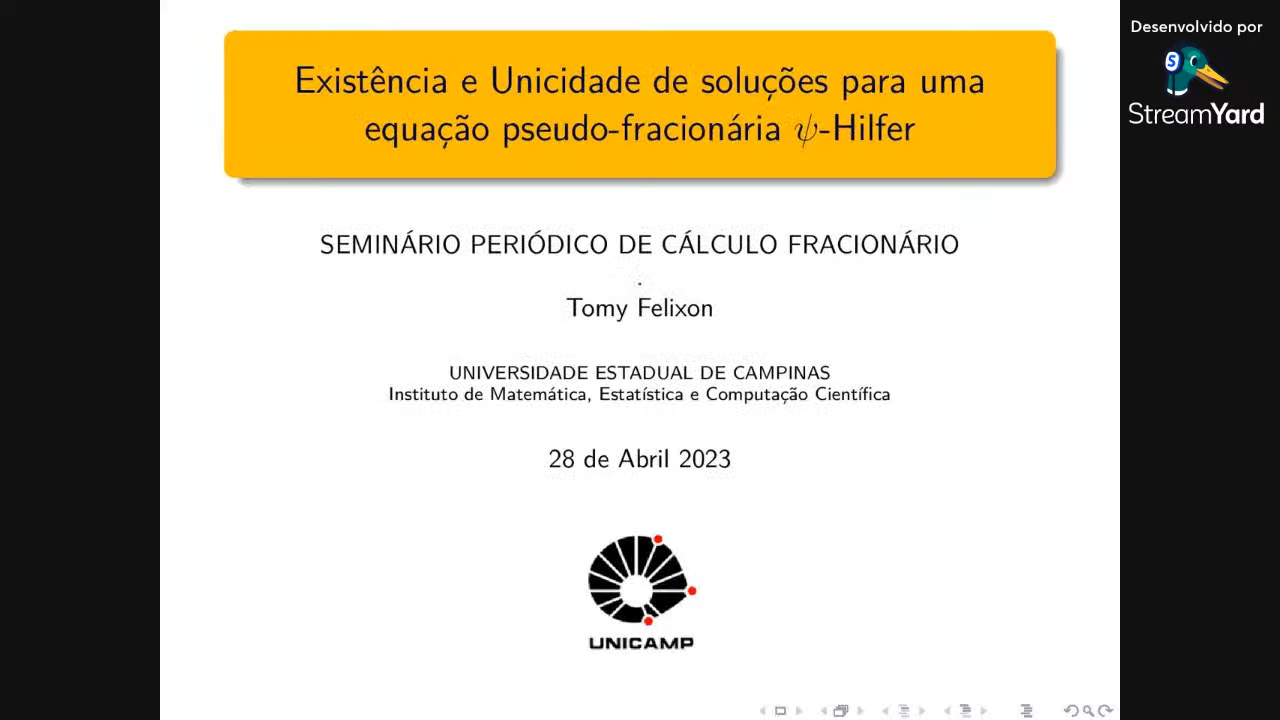 Existência e Unicidade de soluções para uma
equação pseudo-fracionária ψ-Hilfer
SEMINÁRIO PERIÓDICO DE CÁLCULO FRACIONÁRIO
.
Tomy Felixon
UNIVERSIDADE ESTADUAL DE CAMPINAS
Instituto de Matemática, Estatística e Computação Científica
28 de Abril 2023
UNICAMP
Desenvolvido por
S
StreamYard